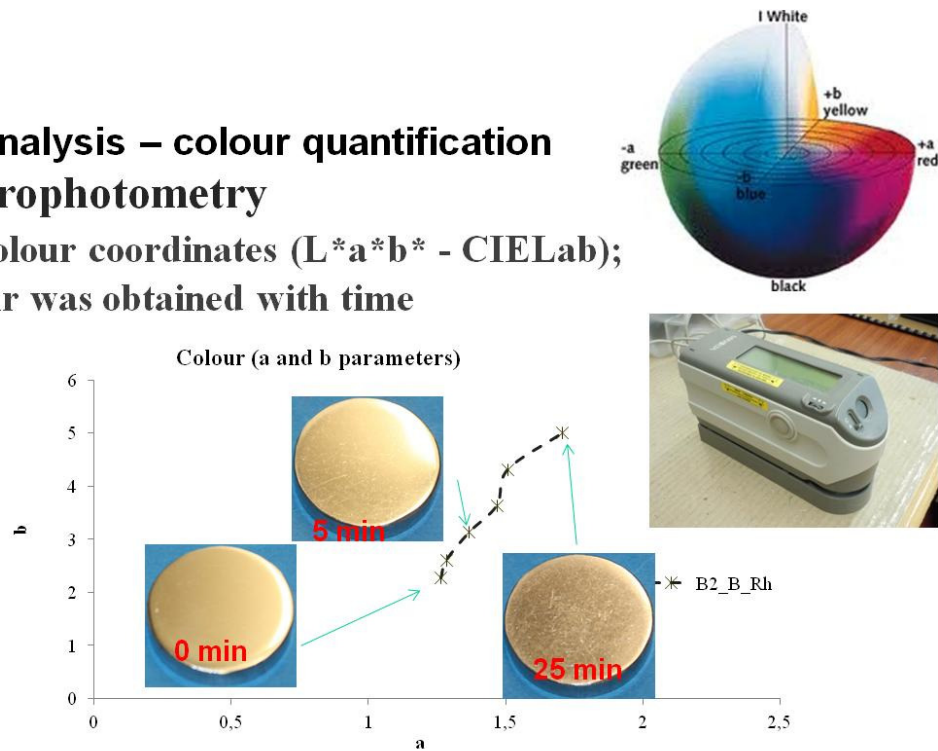 I White
+b
yellow
-a
green
+a
red
-b
blue
black
nalysis – colour quantification
rophotometry
olour coordinates (L*a*b* - CIELab);
r was obtained with time
Colour (a and b parameters)
6
5
4
3
2
1
0
b
0 min
5 min
25 min
B2_B_Rh
0
0,5
1
1,5
2
2,5
a